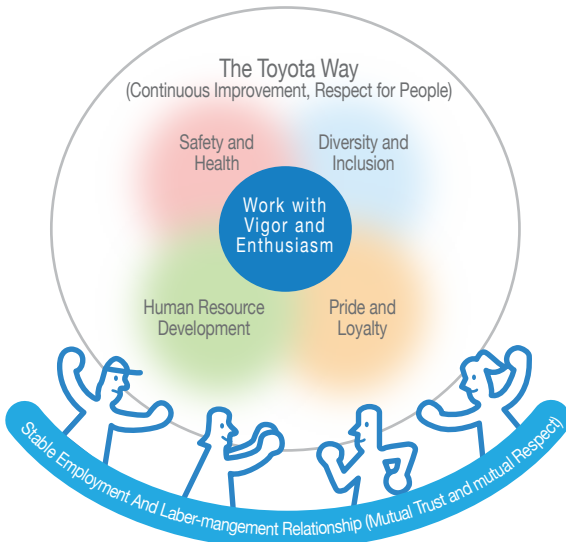 The Toyota Way
(Continuous Improvement, Respect for People)
Safety and
Health
Diversity and
Inclusion
Work with
Vigor and
Enthusiasm
Human Resource
Development
Pride and
Loyalty
Stable Employment And Laber-mangement Relationship (Mutual Trust and mutual Respect)